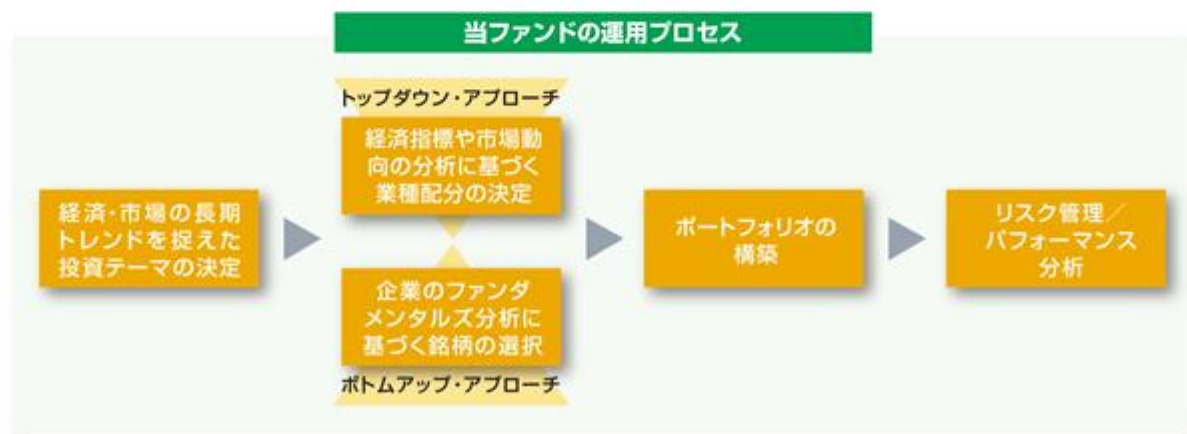 当ファンドの運用プロセス
経済・市場の長期
トレンドを捉えた
投資テーマの決定
トップダウン・アプローチ
経済指標や市場動
向の分析に基づく
業種配分の決定
企業のファンダ
メンタルズ分析に
基づく銘柄の選択
ボトムアップ・アプローチ
ポートフォリオの
構築
リスク管理／
パフォーマンス
分析